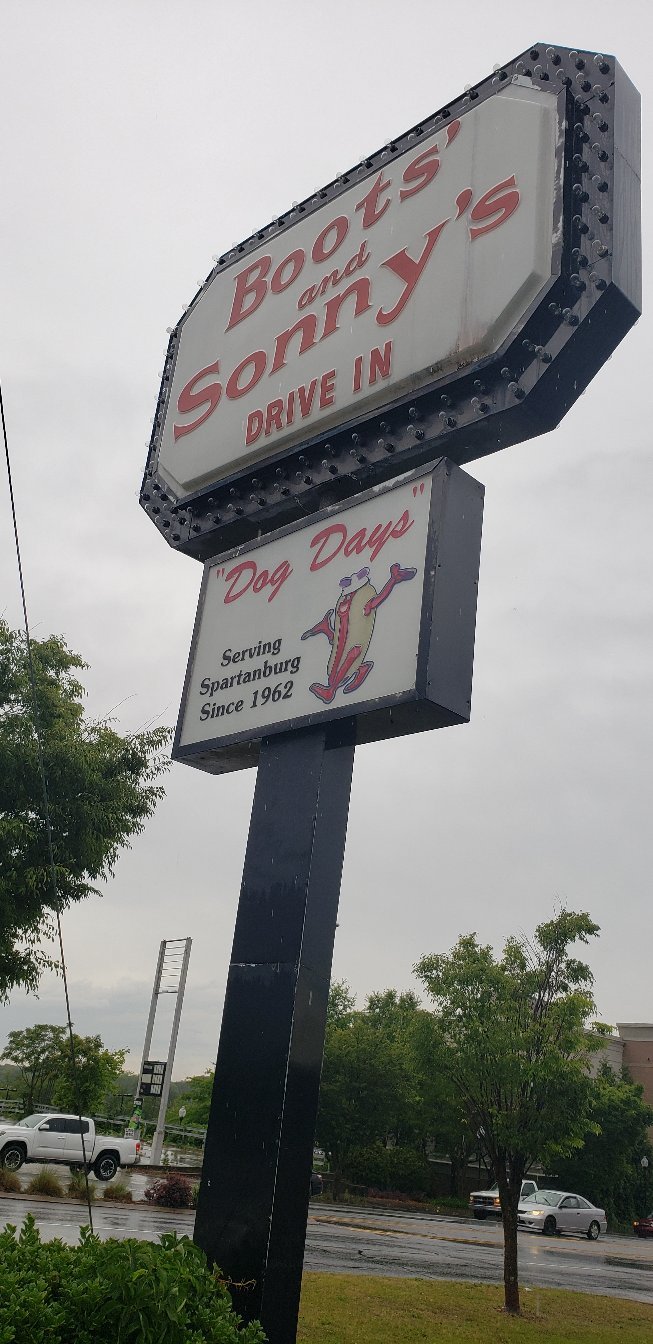 Boots'
and
Sonny's
DRIVE IN
"Dog Days"
Serving
Spartanburg
Since 1962